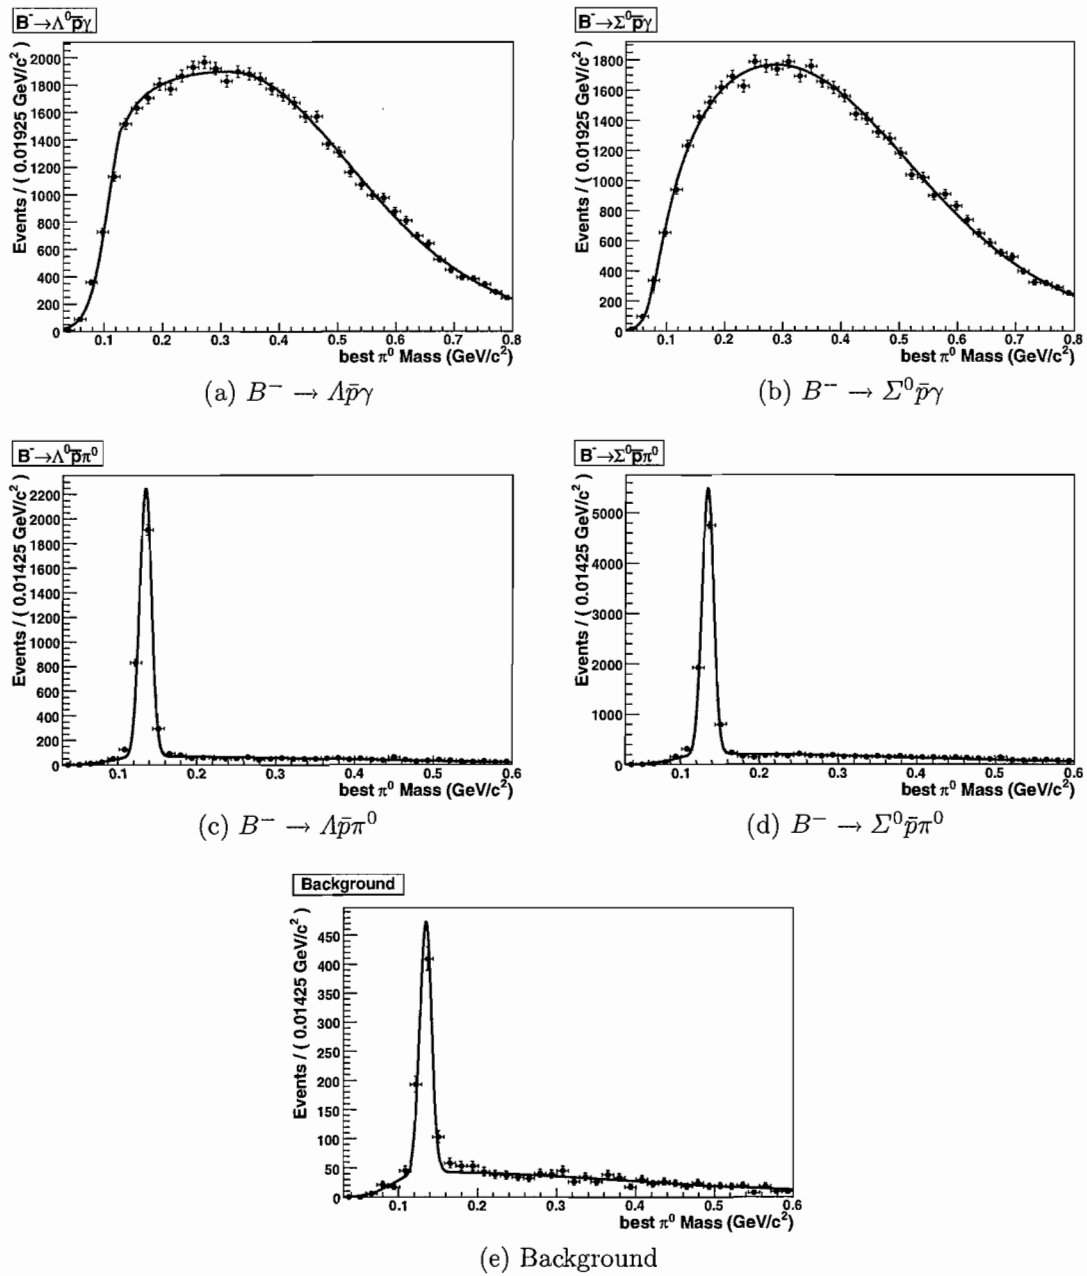 B⁻→Λ⁰p̄γ
Events / ( 0.01925 GeV/c² )
2000
1800
1600
1400
1200
1000
800
600
400
200
0
0.1 0.2 0.3 0.4 0.5 0.6 0.7 0.8
best π⁰ Mass (GeV/c²)
(a) B⁻ → Λp̄γ
B⁻→Σ⁰p̄γ
Events / ( 0.01925 GeV/c² )
1800
1600
1400
1200
1000
800
600
400
200
0
0.1 0.2 0.3 0.4 0.5 0.6 0.7 0.8
best π⁰ Mass (GeV/c²)
(b) B⁻ → Σ⁰p̄γ
B⁻→Λ⁰p̄π⁰
Events / ( 0.01425 GeV/c² )
2200
2000
1800
1600
1400
1200
1000
800
600
400
200
0
0.1 0.2 0.3 0.4 0.5 0.6
best π⁰ Mass (GeV/c²)
(c) B⁻ → Λp̄π⁰
B⁻→Σ⁰p̄π⁰
Events / ( 0.01425 GeV/c² )
5000
4000
3000
2000
1000
0
0.1 0.2 0.3 0.4 0.5 0.6
best π⁰ Mass (GeV/c²)
(d) B⁻ → Σ⁰p̄π⁰
Background
Events / ( 0.01425 GeV/c² )
450
400
350
300
250
200
150
100
50
0
0.1 0.2 0.3 0.4 0.5 0.6
best π⁰ Mass (GeV/c²)
(e) Background